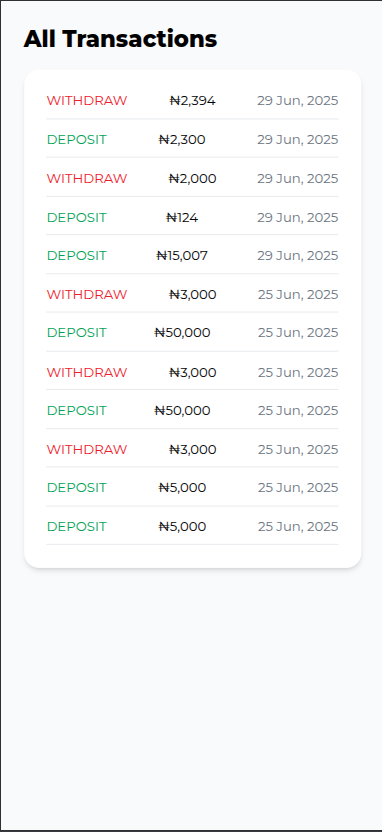 All Transactions
WITHDRAW ₦2,394 29 Jun, 2025
DEPOSIT ₦2,300 29 Jun, 2025
WITHDRAW ₦2,000 29 Jun, 2025
DEPOSIT ₦124 29 Jun, 2025
DEPOSIT ₦15,007 29 Jun, 2025
WITHDRAW ₦3,000 25 Jun, 2025
DEPOSIT ₦50,000 25 Jun, 2025
WITHDRAW ₦3,000 25 Jun, 2025
DEPOSIT ₦50,000 25 Jun, 2025
WITHDRAW ₦3,000 25 Jun, 2025
DEPOSIT ₦5,000 25 Jun, 2025
DEPOSIT ₦5,000 25 Jun, 2025